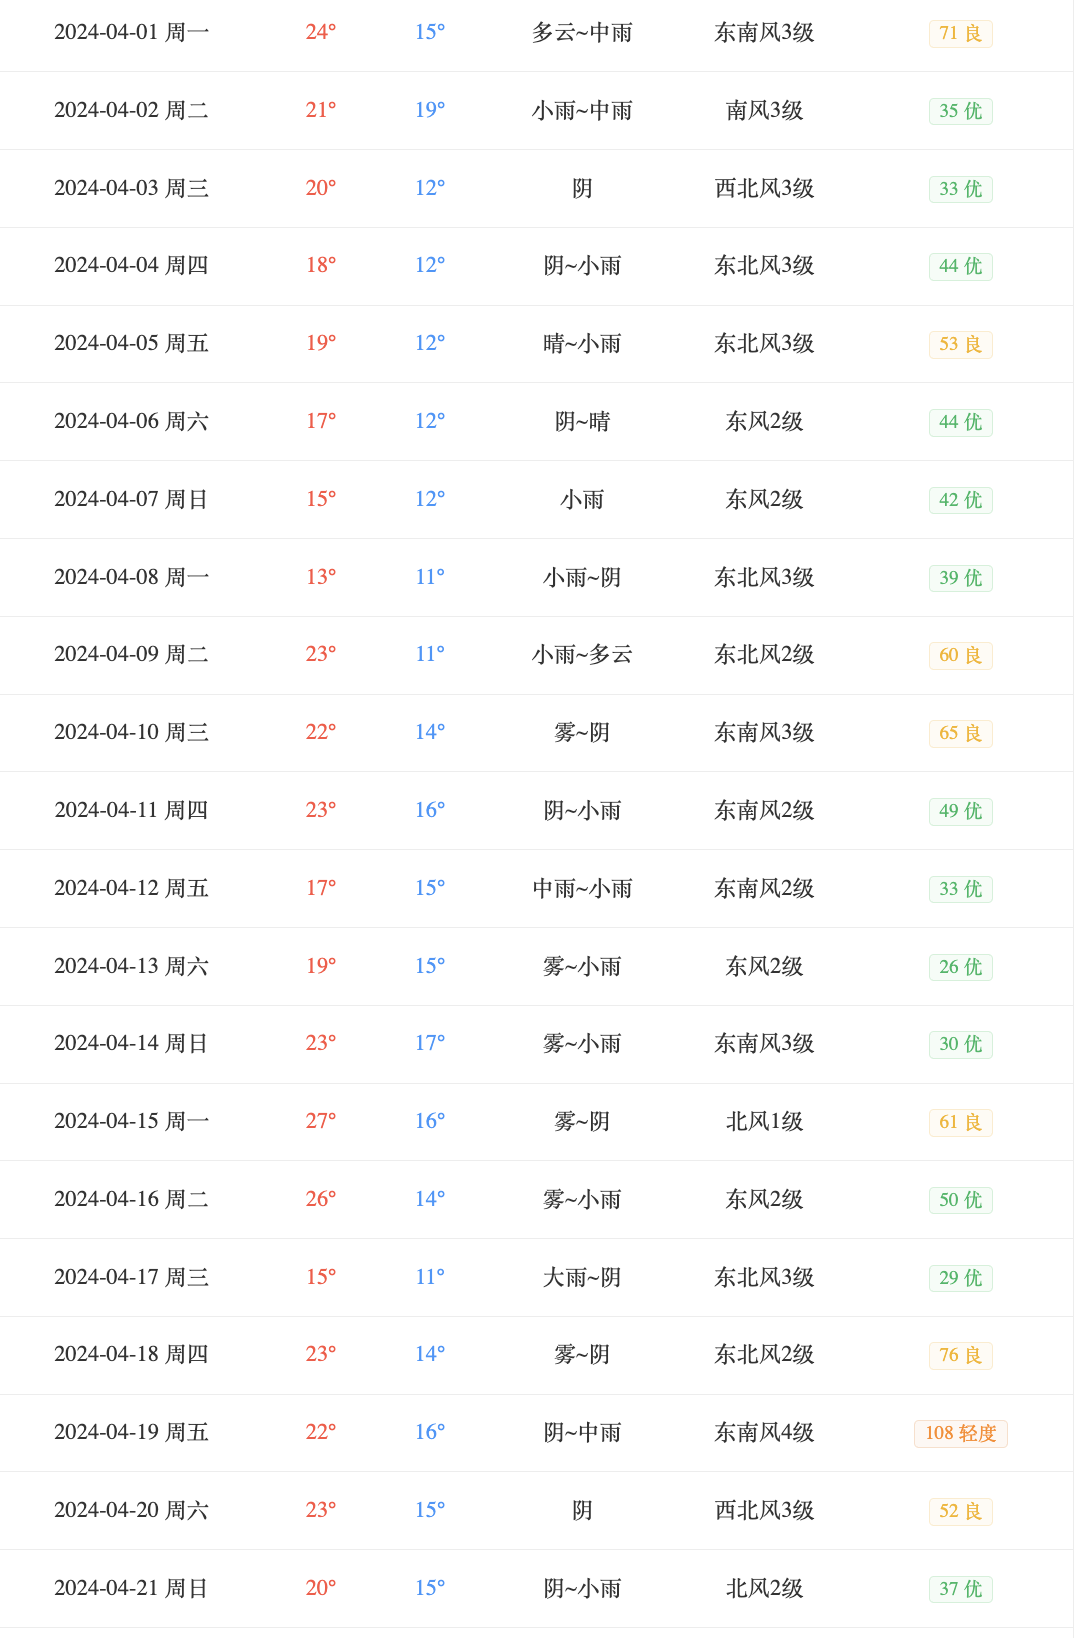 2024-04-01 周一 24° 15° 多云~中雨 东南风3级 71 良
2024-04-02 周二 21° 19° 小雨~中雨 南风3级 35 优
2024-04-03 周三 20° 12° 阴 西北风3级 33 优
2024-04-04 周四 18° 12° 阴~小雨 东北风3级 44 优
2024-04-05 周五 19° 12° 晴~小雨 东北风3级 53 良
2024-04-06 周六 17° 12° 阴~晴 东风2级 44 优
2024-04-07 周日 15° 12° 小雨 东风2级 42 优
2024-04-08 周一 13° 11° 小雨~阴 东北风3级 39 优
2024-04-09 周二 23° 11° 小雨~多云 东北风2级 60 良
2024-04-10 周三 22° 14° 雾~阴 东南风3级 65 良
2024-04-11 周四 23° 16° 阴~小雨 东南风2级 49 优
2024-04-12 周五 17° 15° 中雨~小雨 东南风2级 33 优
2024-04-13 周六 19° 15° 雾~小雨 东风2级 26 优
2024-04-14 周日 23° 17° 雾~小雨 东南风3级 30 优
2024-04-15 周一 27° 16° 雾~阴 北风1级 61 良
2024-04-16 周二 26° 14° 雾~小雨 东风2级 50 优
2024-04-17 周三 15° 11° 大雨~阴 东北风3级 29 优
2024-04-18 周四 23° 14° 雾~阴 东北风2级 76 良
2024-04-19 周五 22° 16° 阴~中雨 东南风4级 108 轻度
2024-04-20 周六 23° 15° 阴 西北风3级 52 良
2024-04-21 周日 20° 15° 阴~小雨 北风2级 37 优